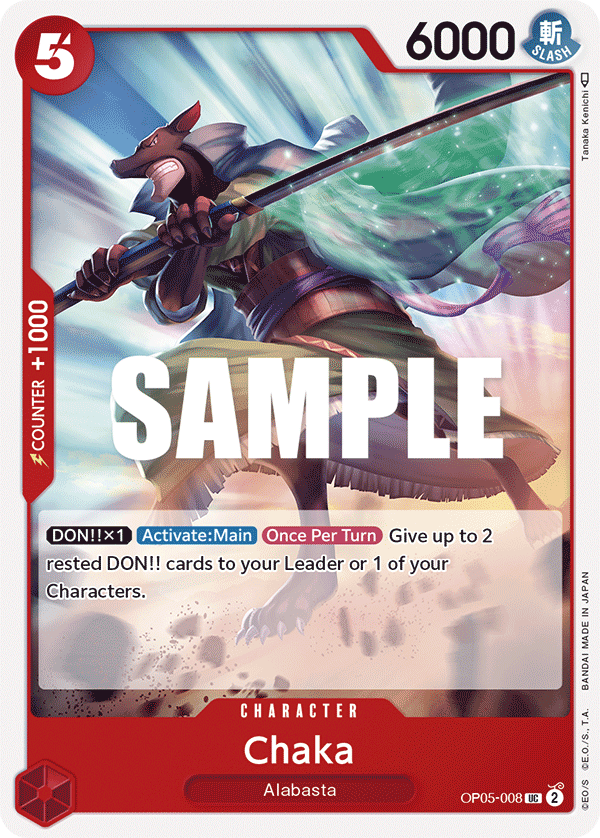 5
6000
斬
SLASH
Tanaka Kenichi
COUNTER +1000
SAMPLE
DON!!×1 Activate:Main Once Per Turn Give up to 2
rested DON!! cards to your Leader or 1 of your
Characters.
CHARACTER
Chaka
Alabasta
OP05-008 UC 2
©EO/S ©E.O./S., T.A. BANDAI MADE IN JAPAN